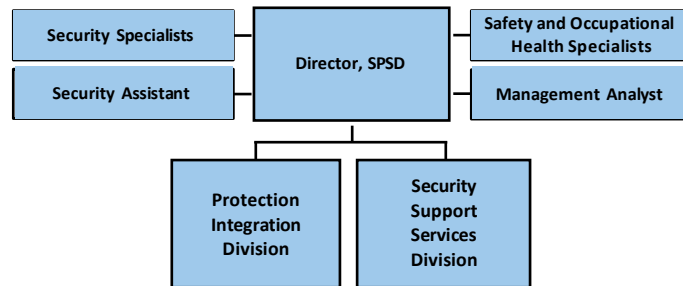 Security Specialists
Security Assistant
Director, SPSD
Safety and Occupational
Health Specialists
Management Analyst
Protection
Integration
Division
Security
Support
Services
Division